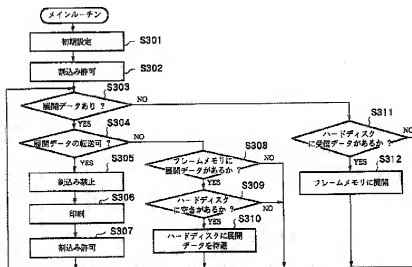 メインルーチン
初期設定
S301
割込み許可
S302
S303
展開データあり？
NO
YES
S304
展開データの転送可？
NO
YES
S305
割込み禁止
S306
印刷
S307
割込み許可
S308
フレームメモリに
展開データがあるか？
NO
YES
S309
ハードディスク
に空きがあるか？
NO
YES
S310
ハードディスクに展開
データを待避
S311
ハードディスク
に受信データがあるか？
NO
YES
S312
フレームメモリに展開